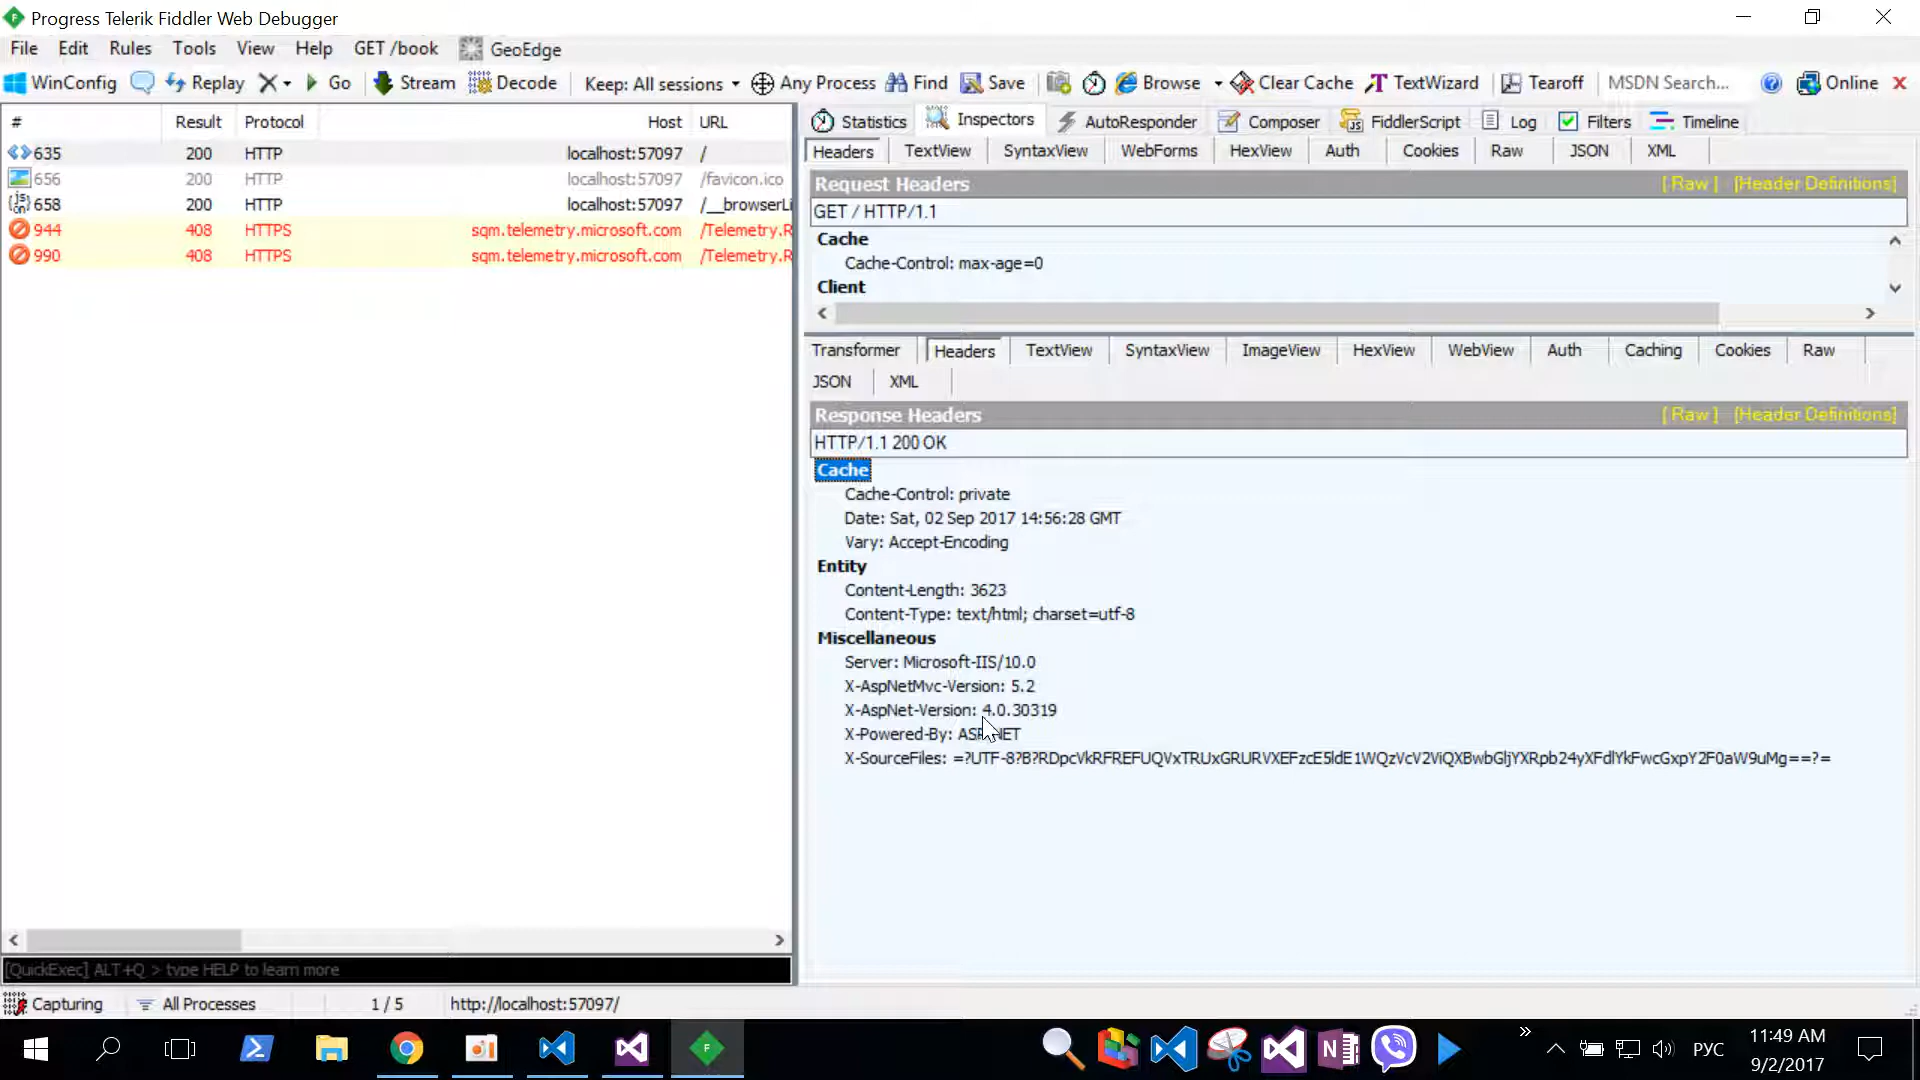 Progress Telerik Fiddler Web Debugger
File Edit Rules Tools View Help GET /book GeoEdge
WinConfig Replay Go Stream Decode Keep: All sessions Any Process Find Save Browse Clear Cache TextWizard Tearoff MSDN Search... Online
# Result Protocol Host URL
635 200 HTTP localhost:57097 /
656 200 HTTP localhost:57097 /favicon.ico
658 200 HTTP localhost:57097 /__browserLi
944 408 HTTPS sqm.telemetry.microsoft.com /Telemetry.R
990 408 HTTPS sqm.telemetry.microsoft.com /Telemetry.R
[QuickExec] ALT+Q > type HELP to learn more
Statistics Inspectors AutoResponder Composer FiddlerScript Log Filters Timeline
Headers TextView SyntaxView WebForms HexView Auth Cookies Raw JSON XML
Request Headers [ Raw ] [Header Definitions]
GET / HTTP/1.1
Cache
Cache-Control: max-age=0
Client
Transformer Headers TextView SyntaxView ImageView HexView WebView Auth Caching Cookies Raw
JSON XML
Response Headers [ Raw ] [Header Definitions]
HTTP/1.1 200 OK
Cache
Cache-Control: private
Date: Sat, 02 Sep 2017 14:56:28 GMT
Vary: Accept-Encoding
Entity
Content-Length: 3623
Content-Type: text/html; charset=utf-8
Miscellaneous
Server: Microsoft-IIS/10.0
X-AspNetMvc-Version: 5.2
X-AspNet-Version: 4.0.30319
X-Powered-By: ASP.NET
X-SourceFiles:
Capturing All Processes 1 / 5 http://localhost:57097/
РУС 11:49 AM
9/2/2017